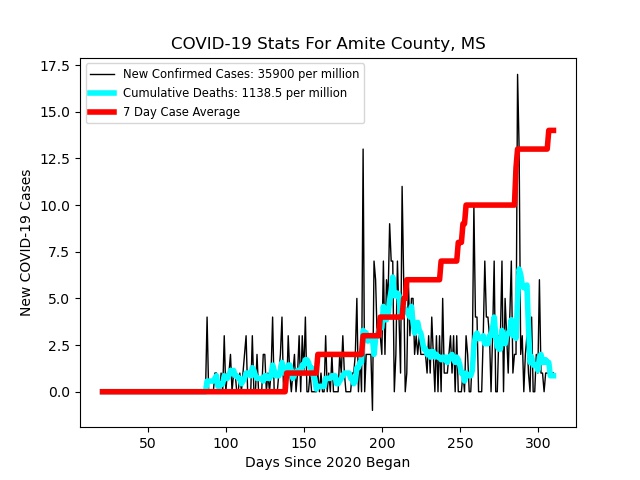 COVID-19 Stats For Amite County, MS
New Confirmed Cases: 35900 per million
Cumulative Deaths: 1138.5 per million
7 Day Case Average
New COVID-19 Cases
17.5
15.0
12.5
10.0
7.5
5.0
2.5
0.0
50 100 150 200 250 300
Days Since 2020 Began